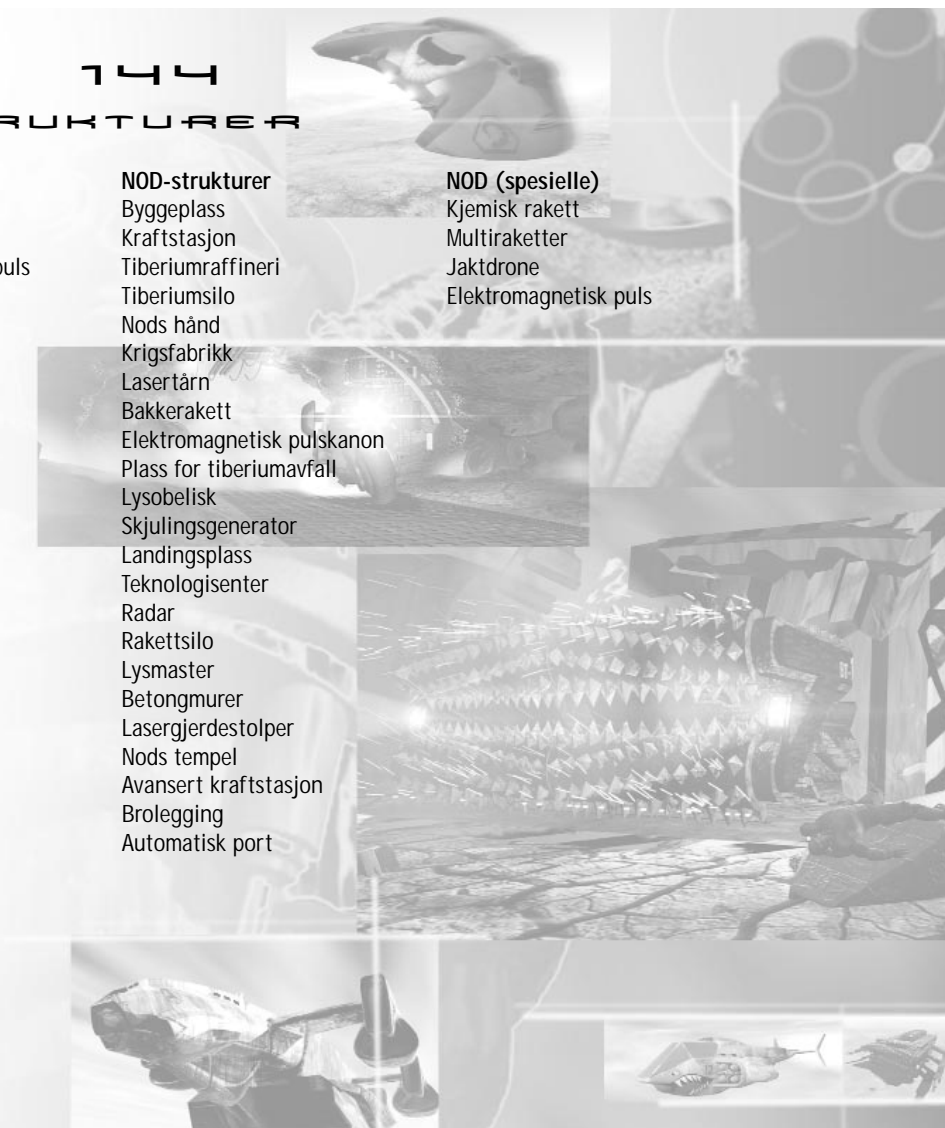 144
RUKTURER
puls
NOD-strukturer
Byggeplass
Kraftstasjon
Tiberiumraffineri
Tiberiumsilo
Nods hånd
Krigsfabrikk
Lasertårn
Bakkerakett
Elektromagnetisk pulskanon
Plass for tiberiumavfall
Lysobelisk
Skjulingsgenerator
Landingsplass
Teknologisenter
Radar
Rakettsilo
Lysmaster
Betongmurer
Lasergjerdestolper
Nods tempel
Avansert kraftstasjon
Brolegging
Automatisk port
NOD (spesielle)
Kjemisk rakett
Multiraketter
Jaktdrone
Elektromagnetisk puls